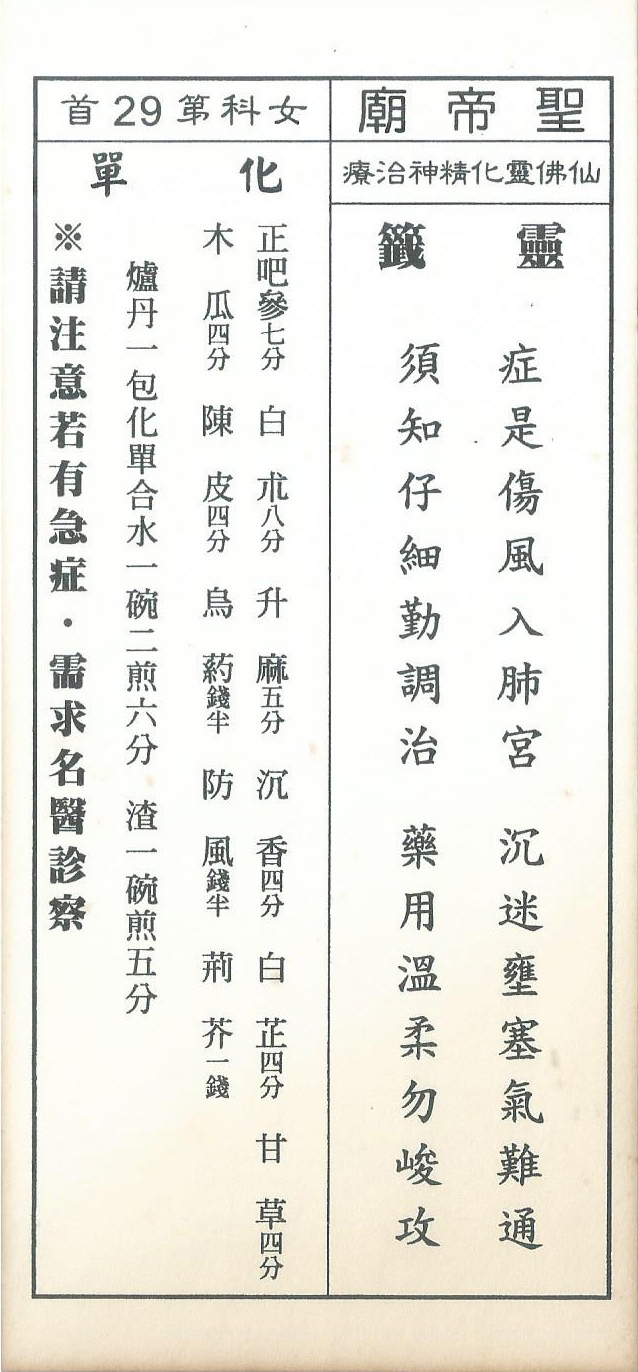 聖帝廟
仙佛靈化精神治療
靈籤
症是傷風入肺宮　沉迷壅塞氣難通
須知仔細勤調治　藥用溫柔勿峻攻
女科第29首
化單
正吧參七分　白朮八分　升麻五分　沉香四分　白芷四分　甘草四分
木瓜四分　陳皮四分　烏葯錢半　防風錢半　荊芥一錢
爐丹一包化單合水一碗二煎六分　渣一碗煎五分
※請注意若有急症・需求名醫診察